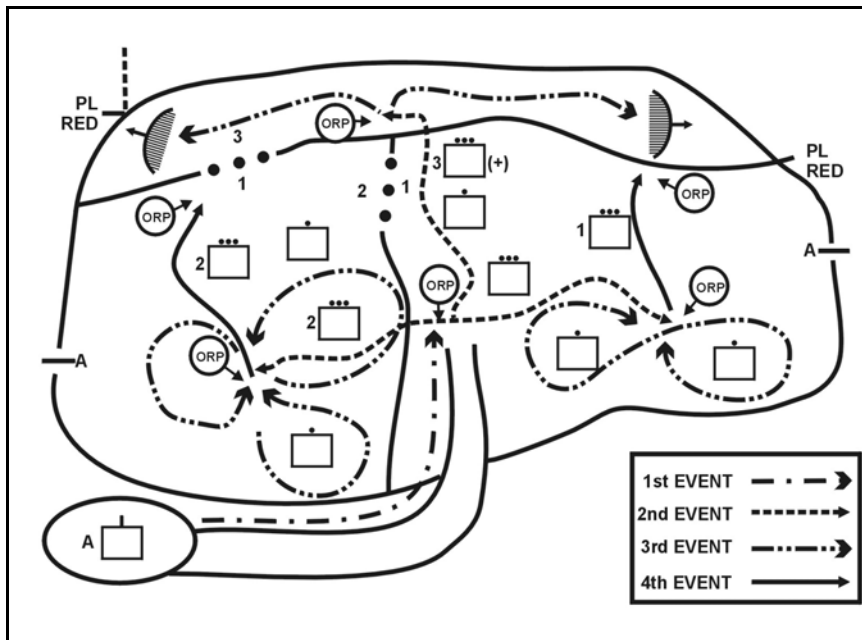 PL
RED
ORP
3
3
(+)
1
2
1
PL
RED
ORP
ORP
1
2
A
ORP
2
ORP
ORP
A
A
1st EVENT
2nd EVENT
3rd EVENT
4th EVENT